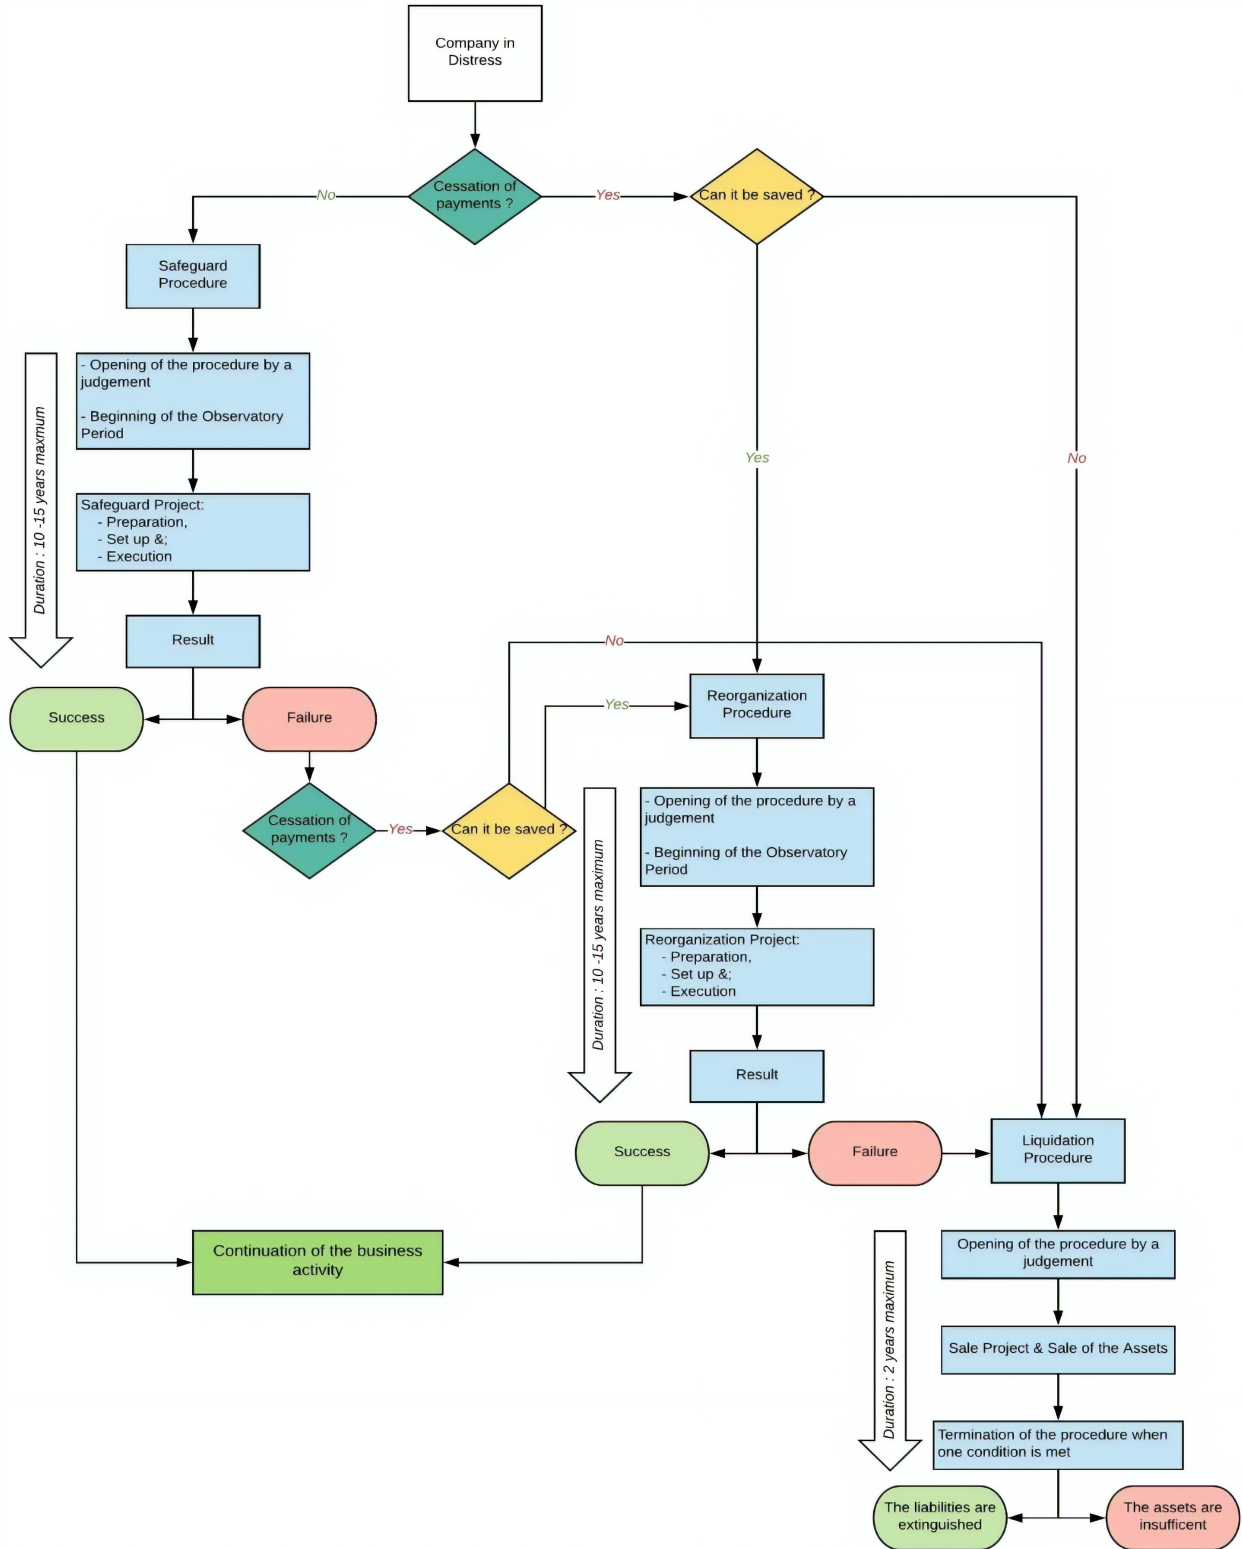 Company in
Distress
Cessation of
payments ?
No
Yes
Can it be saved ?
Safeguard
Procedure
- Opening of the procedure by a
judgement
- Beginning of the Observatory
Period
Duration : 10 -15 years maxmum
Yes
No
Safeguard Project:
- Preparation,
- Set up &;
- Execution
Result
No
Success
Failure
Yes
Reorganization
Procedure
Cessation of
payments ?
Yes
Can it be saved ?
- Opening of the procedure by a
judgement
- Beginning of the Observatory
Period
Duration : 10 -15 years maximum
Reorganization Project:
- Preparation,
- Set up &;
- Execution
Result
Success
Failure
Liquidation
Procedure
Continuation of the business
activity
Opening of the procedure by a
judgement
Duration : 2 years maximum
Sale Project & Sale of the Assets
Termination of the procedure when
one condition is met
The liabilities are
extinguished
The assets are
insufficent